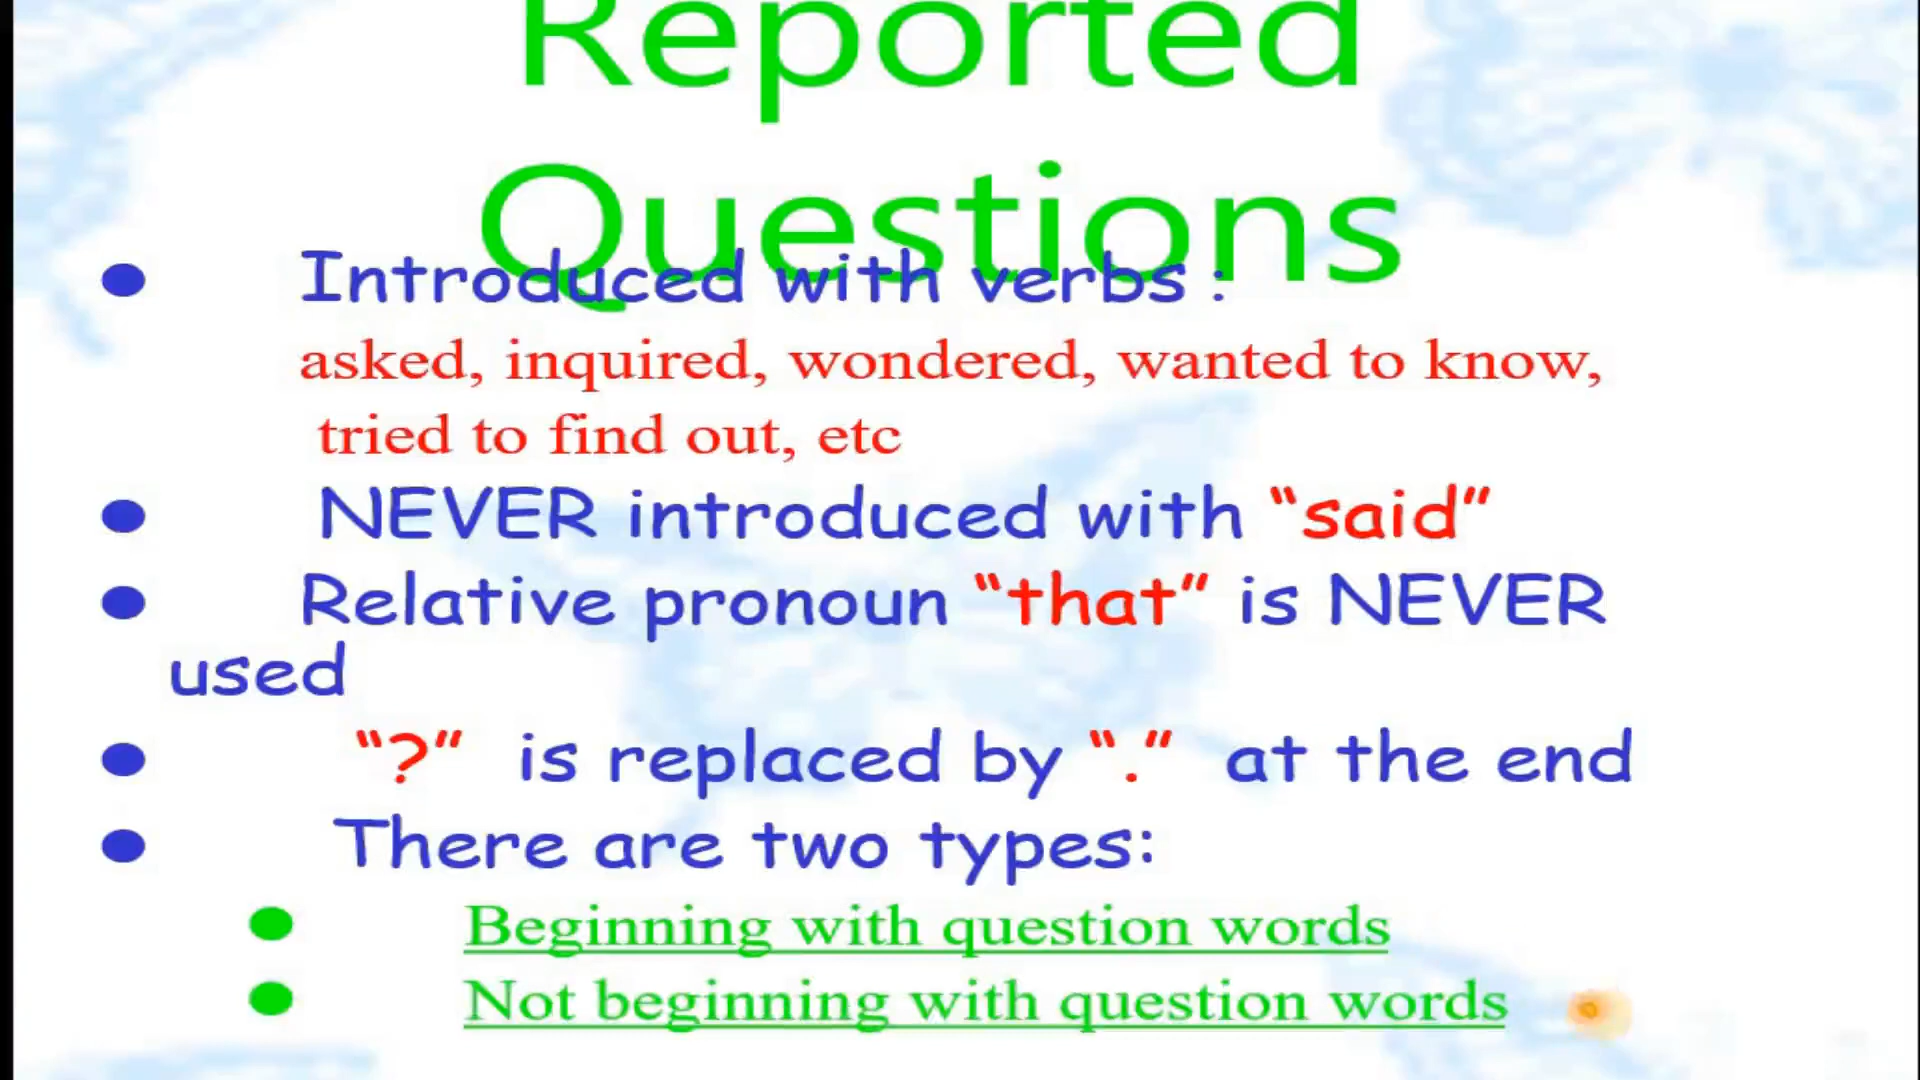 Reported
Questions
Introduced with verbs :
asked, inquired, wondered, wanted to know,
tried to find out, etc
NEVER introduced with “said”
Relative pronoun “that” is NEVER
used
“?” is replaced by “.” at the end
There are two types:
Beginning with question words
Not beginning with question words